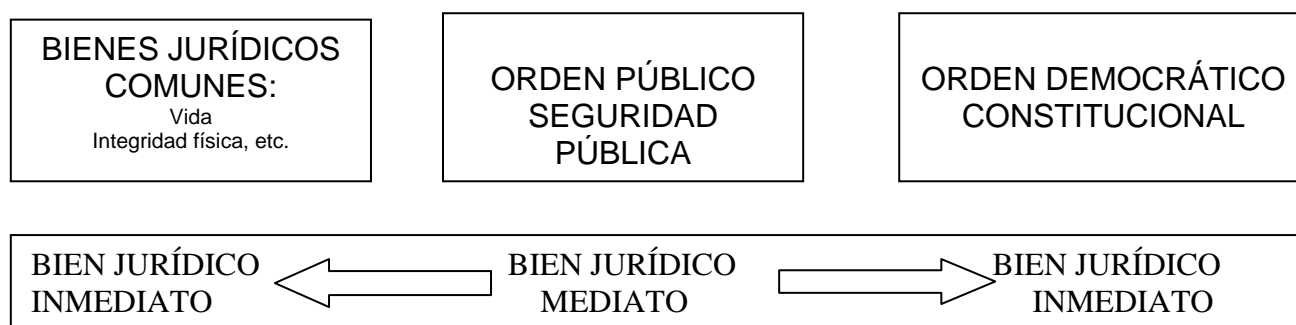 BIENES JURÍDICOS
COMUNES:
Vida
Integridad física, etc.
ORDEN PÚBLICO
SEGURIDAD
PÚBLICA
ORDEN DEMOCRÁTICO
CONSTITUCIONAL
BIEN JURÍDICO
INMEDIATO
BIEN JURÍDICO
MEDIATO
BIEN JURÍDICO
INMEDIATO